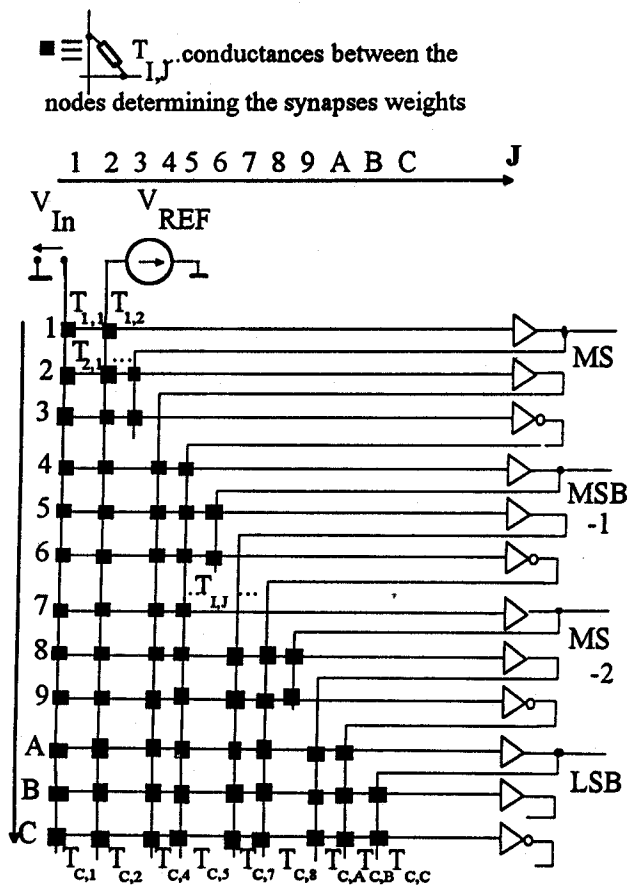 T I,J ...conductances between the
nodes determining the synapses weights
1 2 3 4 5 6 7 8 9 A B C J
V In V REF
T 1,1 T 1,2
1
MS
T 2,1 ...
2
3
4
MSB
-1
5
6
..T I,J ...
7
MS
-2
8
9
A
LSB
B
C
T C,1 T C,2 T C,4 T C,5 T C,7 T C,8 T C,A T C,B T C,C